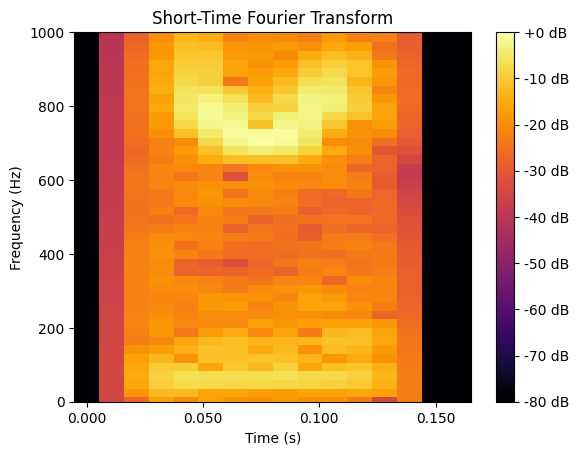 Short-Time Fourier Transform
1000
800
600
400
200
0
Frequency (Hz)
0.000
0.050
0.100
0.150
Time (s)
+0 dB
-10 dB
-20 dB
-30 dB
-40 dB
-50 dB
-60 dB
-70 dB
-80 dB